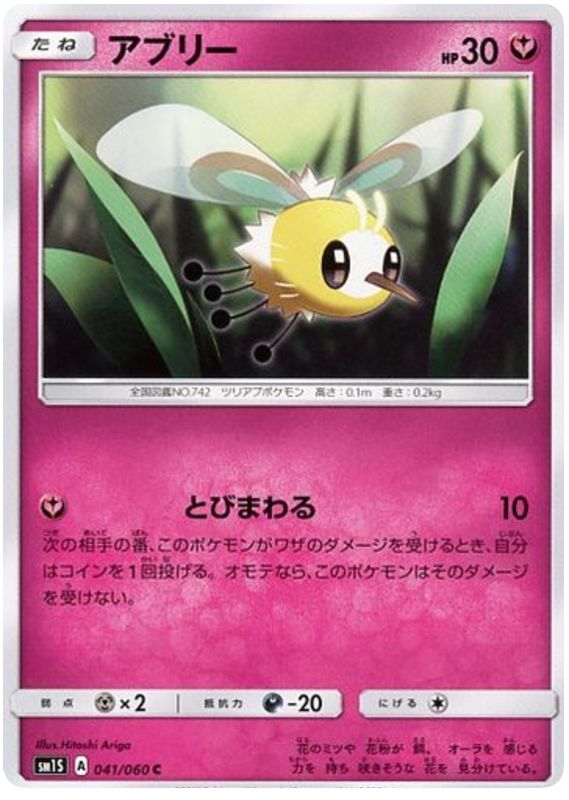 たね アブリー HP30
全国図鑑NO.742 ツリアブポケモン 高さ:0.1m 重さ:0.2kg
とびまわる 10
次の相手の番、このポケモンがワザのダメージを受けるとき、自分
はコインを1回投げる。オモテなら、このポケモンはそのダメージ
を受けない。
弱点 ×2 抵抗力 -20 にげる
Illus.Hitoshi Ariga
花のミツや 花粉が 餌。 オーラを 感じる
力を 持ち 咲きそうな 花を 見分けている。
SM1S A 041/060 C